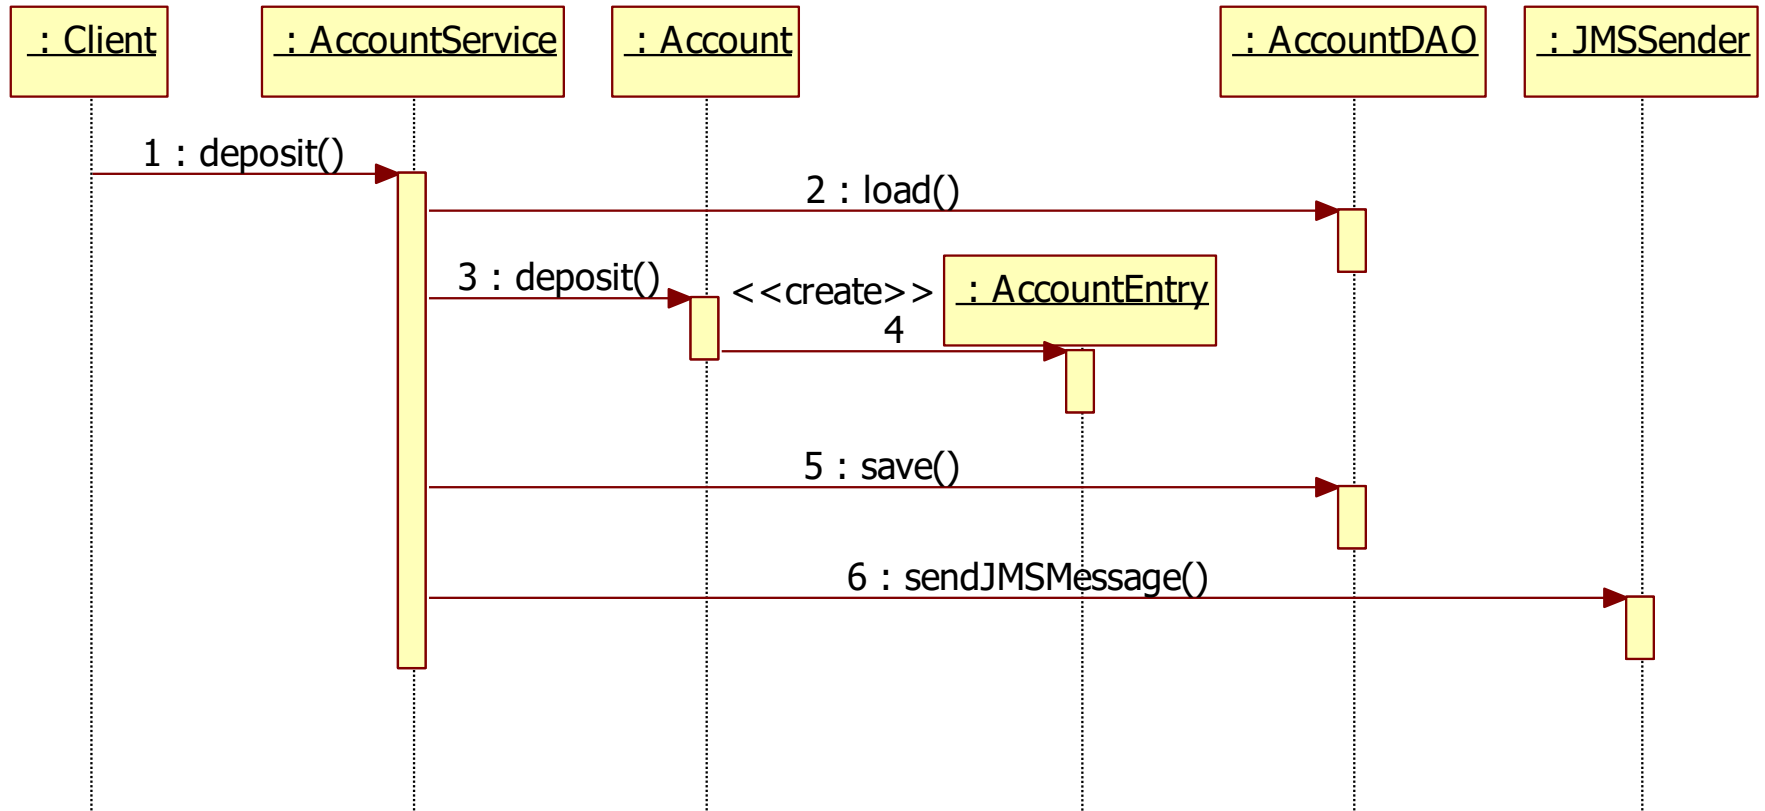 : Client
: AccountService
: Account
: AccountDAO
: JMSSender
1 : deposit()
2 : load()
3 : deposit()
<<create>>
4
: AccountEntry
5 : save()
6 : sendJMSMessage()